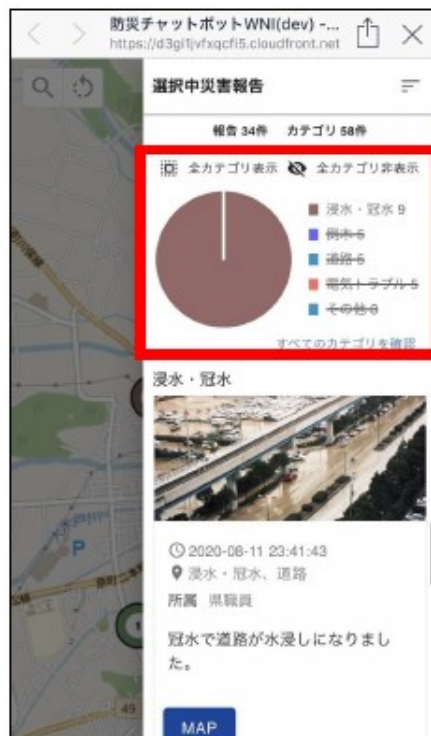 防災チャットボットWNI(dev) -...
https://d3gi1jvfxqcfi5.cloudfront.net
選択中災害報告
報告 34件 カテゴリ 58件
全カテゴリ表示 全カテゴリ非表示
浸水・冠水 9
倒木 6
道路 6
電気トラブル 5
その他 3
すべてのカテゴリを確認
浸水・冠水
2020-08-11 23:41:43
浸水・冠水、道路
所属 県職員
冠水で道路が水浸しになりまし
た。
MAP
P
49